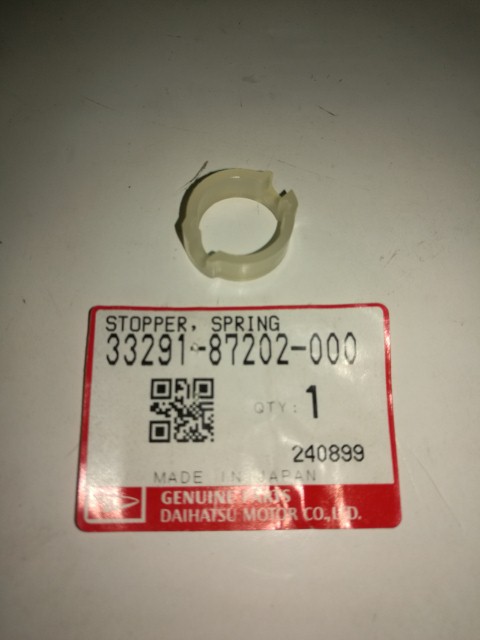 STOPPER, SPRING
33291-87202-000
QTY: 1
240899
MADE IN JAPAN
GENUINE PARTS
DAIHATSU MOTOR CO.,LTD.